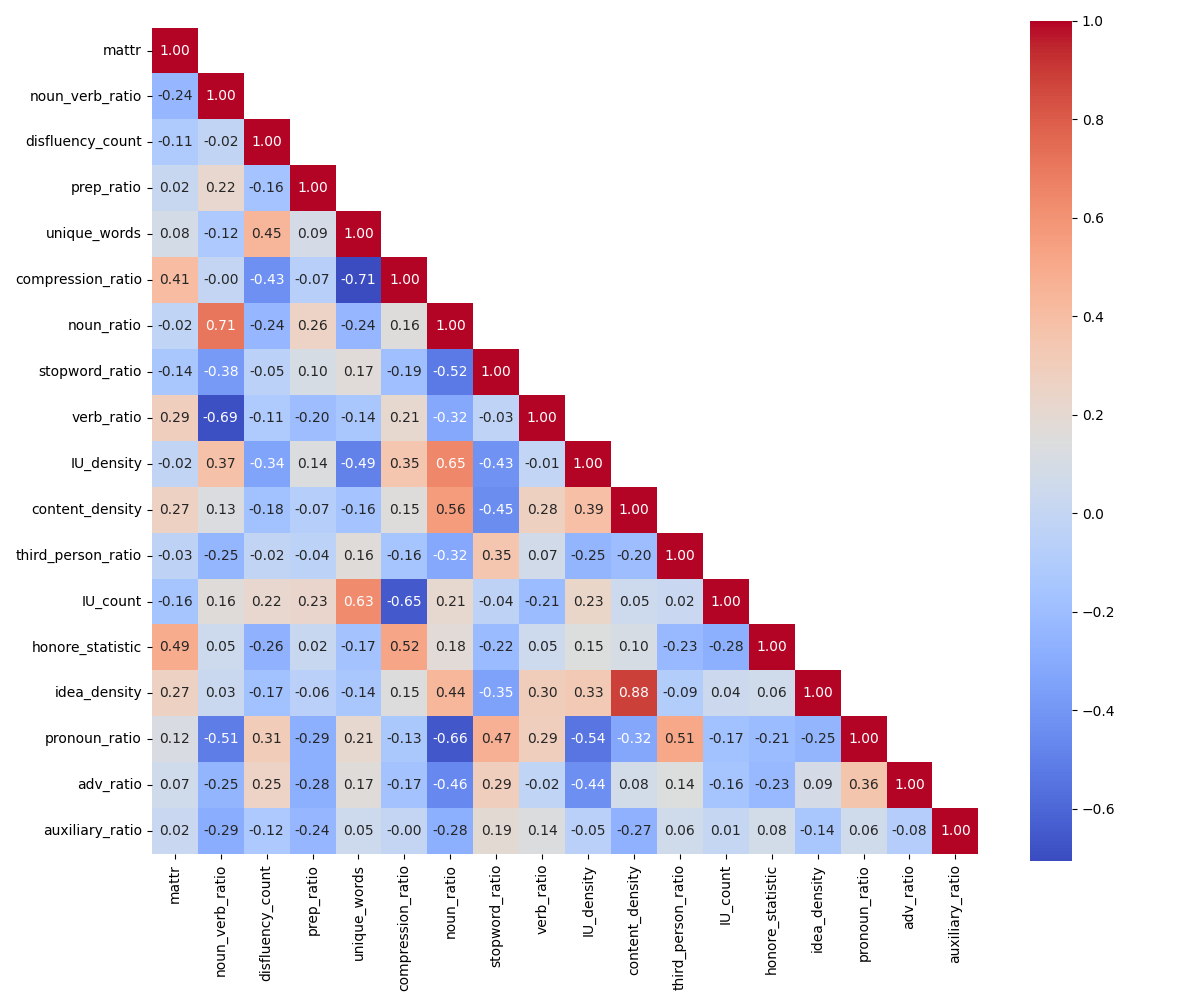 mattr 1.00
noun_verb_ratio -0.24 1.00
disfluency_count -0.11 -0.02 1.00
prep_ratio 0.02 0.22 -0.16 1.00
unique_words 0.08 -0.12 0.45 0.09 1.00
compression_ratio 0.41 -0.00 -0.43 -0.07 -0.71 1.00
noun_ratio -0.02 0.71 -0.24 0.26 -0.24 0.16 1.00
stopword_ratio -0.14 -0.38 -0.05 0.10 0.17 -0.19 -0.52 1.00
verb_ratio 0.29 -0.69 -0.11 -0.20 -0.14 0.21 -0.32 -0.03 1.00
IU_density -0.02 0.37 -0.34 0.14 -0.49 0.35 0.65 -0.43 -0.01 1.00
content_density 0.27 0.13 -0.18 -0.07 -0.16 0.15 0.56 -0.45 0.28 0.39 1.00
third_person_ratio -0.03 -0.25 -0.02 -0.04 0.16 -0.16 -0.32 0.35 0.07 -0.25 -0.20 1.00
IU_count -0.16 0.16 0.22 0.23 0.63 -0.65 0.21 -0.04 -0.21 0.23 0.05 0.02 1.00
honore_statistic 0.49 0.05 -0.26 0.02 -0.17 0.52 0.18 -0.22 0.05 0.15 0.10 -0.23 -0.28 1.00
idea_density 0.27 0.03 -0.17 -0.06 -0.14 0.15 0.44 -0.35 0.30 0.33 0.88 -0.09 0.04 0.06 1.00
pronoun_ratio 0.12 -0.51 0.31 -0.29 0.21 -0.13 -0.66 0.47 0.29 -0.54 -0.32 0.51 -0.17 -0.21 -0.25 1.00
adv_ratio 0.07 -0.25 0.25 -0.28 0.17 -0.17 -0.46 0.29 -0.02 -0.44 0.08 0.14 -0.16 -0.23 0.09 0.36 1.00
auxiliary_ratio 0.02 -0.29 -0.12 -0.24 0.05 -0.00 -0.28 0.19 0.14 -0.05 -0.27 0.06 0.01 0.08 -0.14 0.06 -0.08 1.00
mattr
noun_verb_ratio
disfluency_count
prep_ratio
unique_words
compression_ratio
noun_ratio
stopword_ratio
verb_ratio
IU_density
content_density
third_person_ratio
IU_count
honore_statistic
idea_density
pronoun_ratio
adv_ratio
auxiliary_ratio
1.0
0.8
0.6
0.4
0.2
0.0
−0.2
−0.4
−0.6